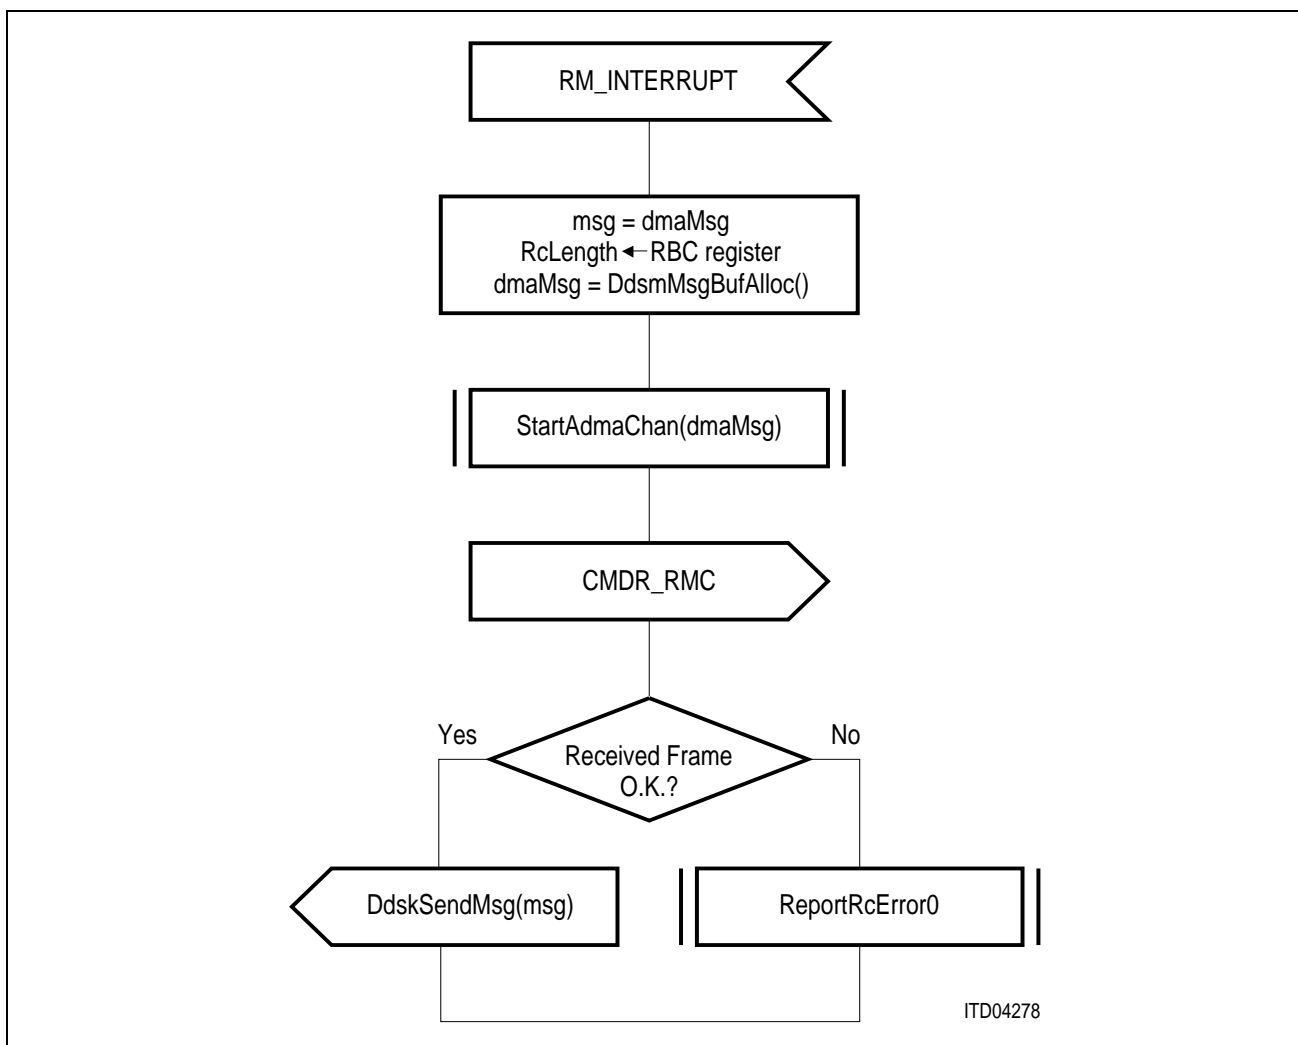 RM_INTERRUPT
msg = dmaMsg
RcLength ← RBC register
dmaMsg = DdsmMsgBufAlloc()
StartAdmaChan(dmaMsg)
CMDR_RMC
Yes
No
Received Frame
O.K.?
DdskSendMsg(msg)
ReportRcError0
ITD04278